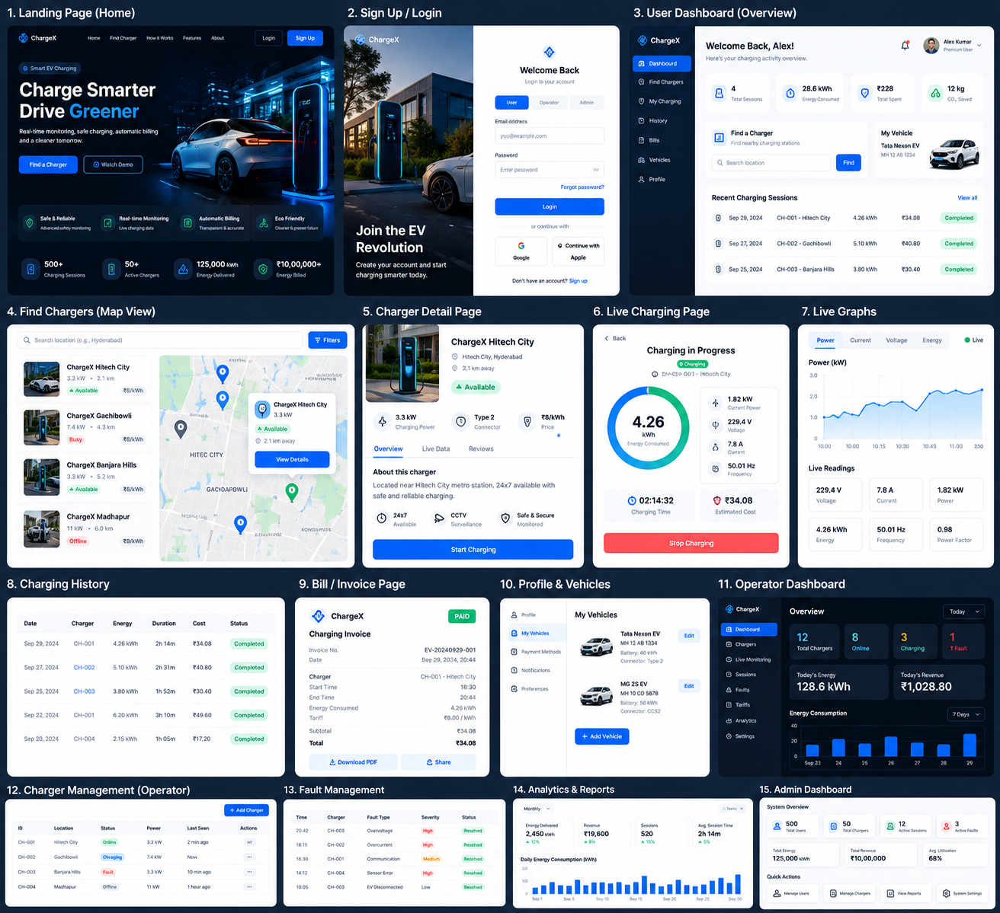 1. Landing Page (Home)
ChargeX
Home Find Charger How it Works Features About
Login Sign Up
Smart EV Charging
Charge Smarter
Drive Greener
Real-time monitoring, safe charging, automatic billing
and a cleaner tomorrow.
Find a Charger Watch Demo
Safe & Reliable
Advanced safety monitoring
Real-time Monitoring
Live charging data
Automatic Billing
Transparent & accurate
Eco Friendly
500+
Charging Sessions
50+
Active Chargers
125,000 kWh
Energy Delivered
₹10,00,000+
Energy Billed
2. Sign Up / Login
ChargeX
Join the EV
Revolution
Create your account and start
charging smarter today.
Welcome Back
Login to your account
User Operator Admin
Email address
you@example.com
Password
Enter password
Forgot password?
Login
or continue with
Google
Continue with
Apple
Don't have an account? Sign up
3. User Dashboard (Overview)
ChargeX
Dashboard
Find Chargers
My Charging
History
Bills
Vehicles
Profile
Welcome Back, Alex!
Here's your charging activity overview.
Alex Kumar
Premium User
4
Total Sessions
28.6 kWh
Energy Consumed
₹228
Total Spent
12 kg
CO₂ Saved
Find a Charger
Find nearby charging stations
Search location
Find
My Vehicle
Tata Nexon EV
MH 12 AB 1234
Recent Charging Sessions View all
Sep 29, 2024 CH-001 - Hitech City 4.26 kWh ₹34.08 Completed
Sep 27, 2024 CH-002 - Gachibowli 5.10 kWh ₹40.80 Completed
Sep 25, 2024 CH-003 - Banjara Hills 3.80 kWh ₹30.40 Completed
4. Find Chargers (Map View)
Search location (e.g., Hyderabad)
Filters
ChargeX Hitech City
3.3 kW • 2.1 km
Available ₹8/kWh
ChargeX Gachibowli
7.4 kW • 4.3 km
Busy ₹8/kWh
ChargeX Banjara Hills
3.3 kW • 5.2 km
Available ₹8/kWh
ChargeX Madhapur
11 kW • 6.0 km
Offline ₹8/kWh
ChargeX Hitech City
3.3 kW
Available
2.1 km away
View Details
HITEC CITY
GACHDAPBWLI
5. Charger Detail Page
ChargeX Hitech City
Hitech City, Hyderabad
2.1 km away
Available
3.3 kW
Charging Power
Type 2
Connector
₹8/kWh
Price
Overview Live Data Reviews
About this charger
Located near Hitech City metro station. 24x7 available with
safe and reliable charging.
24x7
Available
CCTV
Surveillance
Safe & Secure
Monitored
Start Charging
6. Live Charging Page
Back
Charging in Progress
Charging
Hitech City
4.26
kWh
Energy Consumed
1.82 kW
Current Power
229,4 V
Voltage
7.8 A
Current
50.01 Hz
Frequency
02:14:32
Charging Time
₹34.08
Estimated Cost
Stop Charging
7. Live Graphs
Power Current Voltage Energy Live
Power (kW)
3.0
2.0
1.0
0
10.00 10.00 10.15 10.30 10.45 11.00
Live Readings
229,4 V
Voltage
7.8 A
Current
1.82 kW
Power
4.26 kWh
Energy
50.01 Hz
Frequency
0.98
Power Factor
8. Charging History
Date Charger Energy Duration Cost Status
Sep 29, 2024 CH-001 4.26 kWh 2h 14m ₹34.08 Completed
Sep 27, 2024 CH-002 5.10 kWh 2h 31m ₹40.80 Completed
Sep 25, 2024 CH-003 3.80 kWh 1h 52m ₹30.40 Completed
Sep 22, 2024 CH-001 6.20 kWh 3h 10m ₹49.60 Completed
Sep 20, 2024 CH-004 2.15 kWh 1h 05m ₹17.20 Completed
9. Bill / Invoice Page
ChargeX PAID
Charging Invoice
Invoice No. EV-20240929-001
Date Sep 29, 2034, 20:44
Charger CH-001 - Hitech City
Start Time 18:30
End Time 20:44
Energy Consumed 4.26 kWh
Tariff ₹8.00 / kWh
Subtotal ₹34.08
Total ₹34.08
Download PDF Share
10. Profile & Vehicles
Profile
My Vehicles
Payment Methods
Notifications
Preferences
My Vehicles
Tata Nexon EV
MH 12 AB 1334
Battery: 40 kWh
Connector: Type 2
Edit
MG 2S EV
MH 10 CD 5678
Battery: 50 kWh
Connector: CCS2
Edit
+ Add Vehicle
11. Operator Dashboard
ChargeX
Dashboard
Chargers
Live Monitoring
Sessions
Faults
Tariffs
Analytics
Settings
Overview Today
12
Total Chargers
8
Online
3
Charging
1
1 Fault
Today's Energy
128.6 kWh
Today's Revenue
₹1,028.80
Energy Consumption 7 Days
40
20
0
Sep 23 24 25 26 27 28 29
12. Charger Management (Operator)
+ Add Charger
ID Location Status Power Last Seen Actions
CH-001 Hitech City Online 3.3 kW 2 min ago
CH-002 Gachibowli Charging 7.4 kW Now ···
CH-003 Banjara Hills Fault 3.3 kW 10 min ago ···
CH-004 Madhapur Offline 11 kW 1 hour ago ···
13. Fault Management
Time Charger Fault Type Severity Status
20:42 CH-003 Overvoltage High Resolved
18:15 CH-002 Overcurrent High Resolved
16:30 CH-001 Communication Medium Resolved
14:12 CH-004 Sensor Error High Resolved
10:05 CH-003 EV Disconnected Low Resolved
14. Analytics & Reports
Monthly
Energy Delivered
2,450 kWh
▲ 12%
Revenue
₹19,600
▲ 8%
Sessions
520
▲ 15%
Avg. Session Time
2h 14m
▲ 5%
Daily Energy Consumption (kWh)
Sep 1 Sep 5 Sep 10 Sep 15 Sep 20 Sep 30
15. Admin Dashboard
System Overview
500
Total Users
50
Total Chargers
12
Active Sessions
3
Active Faults
Total Energy
125,000 kWh
Total Revenue
₹10,00,000
Avg. Utilization
68%
Quick Actions
Manage Users Manage Chargers View Reports System Settings